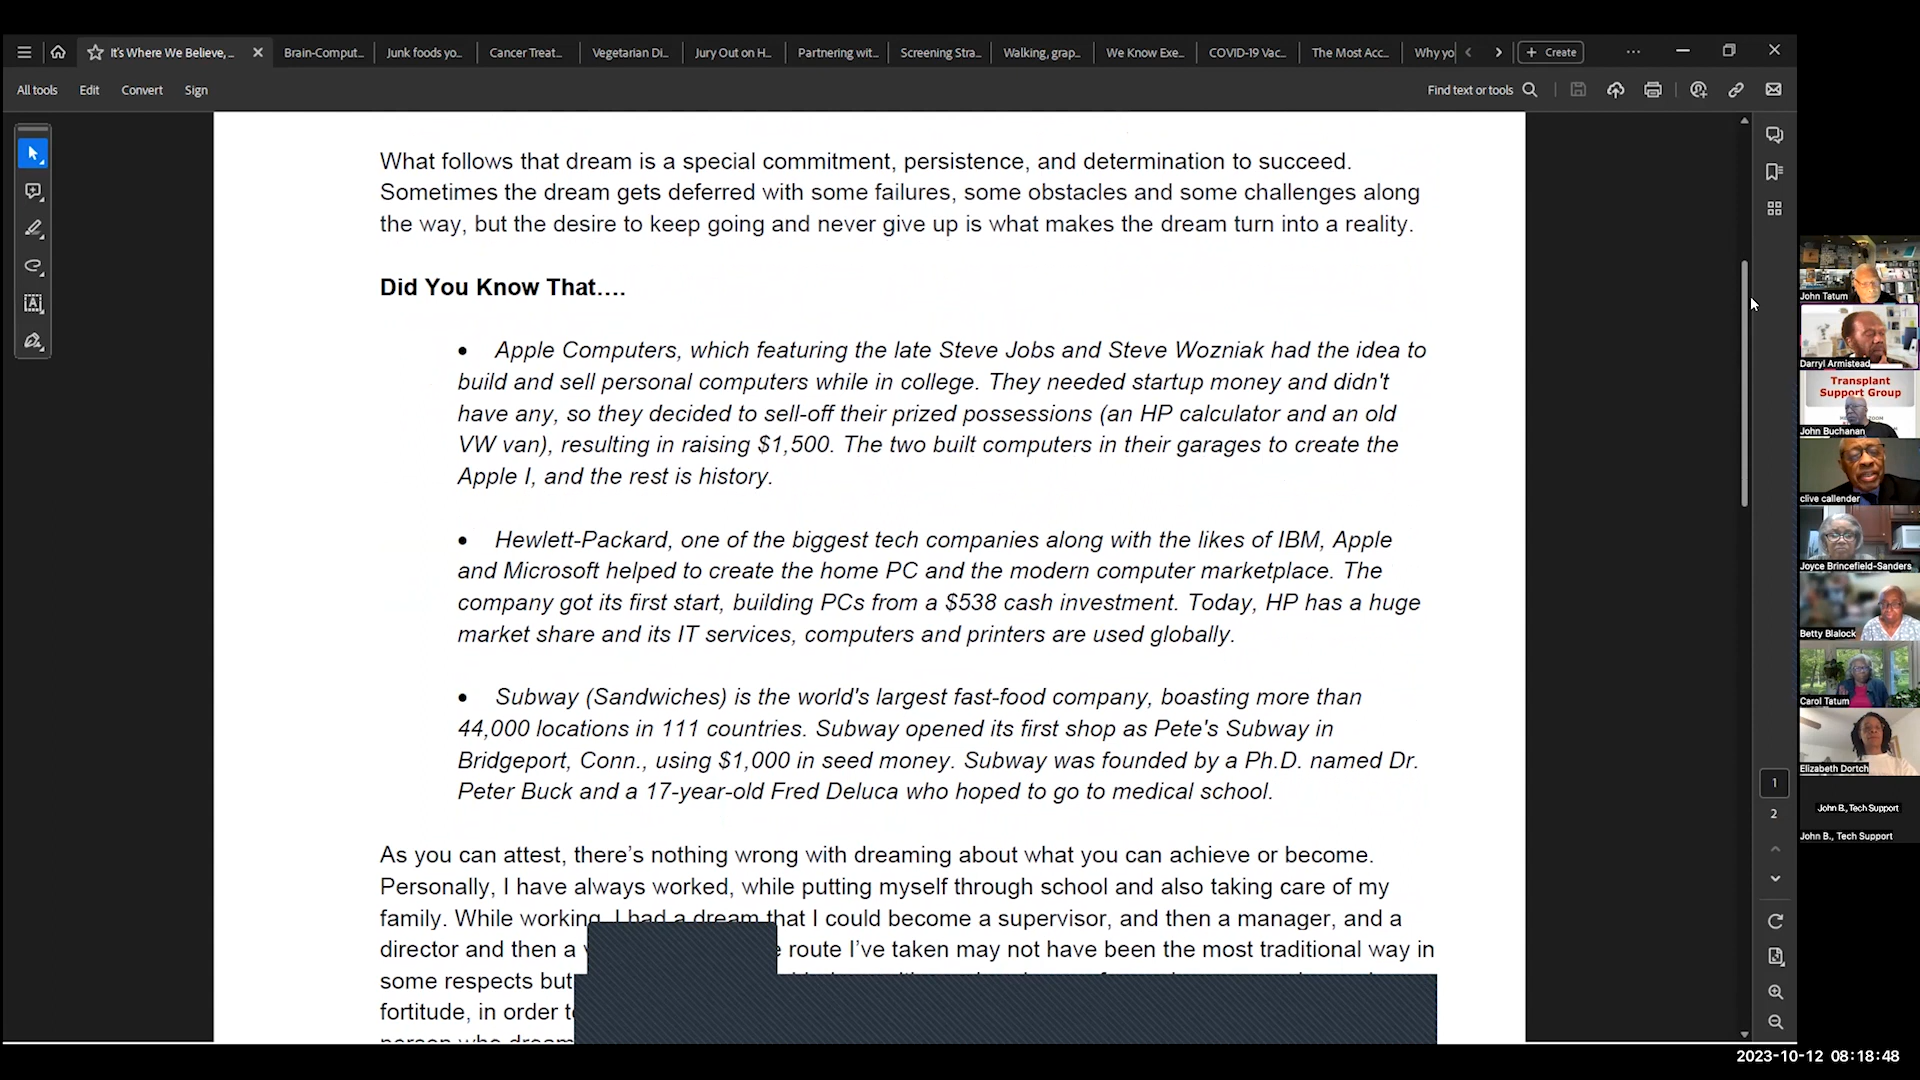 It's Where We Believe, ...
Brain-Comput...
Junk foods yo...
Cancer Treat...
Vegetarian Di...
Jury Out on H...
Partnering wit...
Screening Stra...
Walking, grap...
We Know Exe...
COVID-19 Vac...
The Most Acc...
Why yo
Create
All tools
Edit
Convert
Sign
Find text or tools
What follows that dream is a special commitment, persistence, and determination to succeed.
Sometimes the dream gets deferred with some failures, some obstacles and some challenges along
the way, but the desire to keep going and never give up is what makes the dream turn into a reality.
Did You Know That....
• Apple Computers, which featuring the late Steve Jobs and Steve Wozniak had the idea to
build and sell personal computers while in college. They needed startup money and didn't
have any, so they decided to sell-off their prized possessions (an HP calculator and an old
VW van), resulting in raising $1,500. The two built computers in their garages to create the
Apple I, and the rest is history.
• Hewlett-Packard, one of the biggest tech companies along with the likes of IBM, Apple
and Microsoft helped to create the home PC and the modern computer marketplace. The
company got its first start, building PCs from a $538 cash investment. Today, HP has a huge
market share and its IT services, computers and printers are used globally.
• Subway (Sandwiches) is the world's largest fast-food company, boasting more than
44,000 locations in 111 countries. Subway opened its first shop as Pete's Subway in
Bridgeport, Conn., using $1,000 in seed money. Subway was founded by a Ph.D. named Dr.
Peter Buck and a 17-year-old Fred Deluca who hoped to go to medical school.
As you can attest, there's nothing wrong with dreaming about what you can achieve or become.
Personally, I have always worked, while putting myself through school and also taking care of my
family. While working, I had a dream that I could become a supervisor, and then a manager, and a
director and then a route I've taken may not have been the most traditional way in
some respects but
fortitude, in order
person who dream
1
2
John Tatum
Darryl Armistead
Transplant
Support Group
John Buchanan
clive callender
Joyce Brincefield-Sanders
Betty Blalock
Carol Tatum
Elizabeth Dortch
John B., Tech Support
John B., Tech Support
2023-10-12 08:18:48